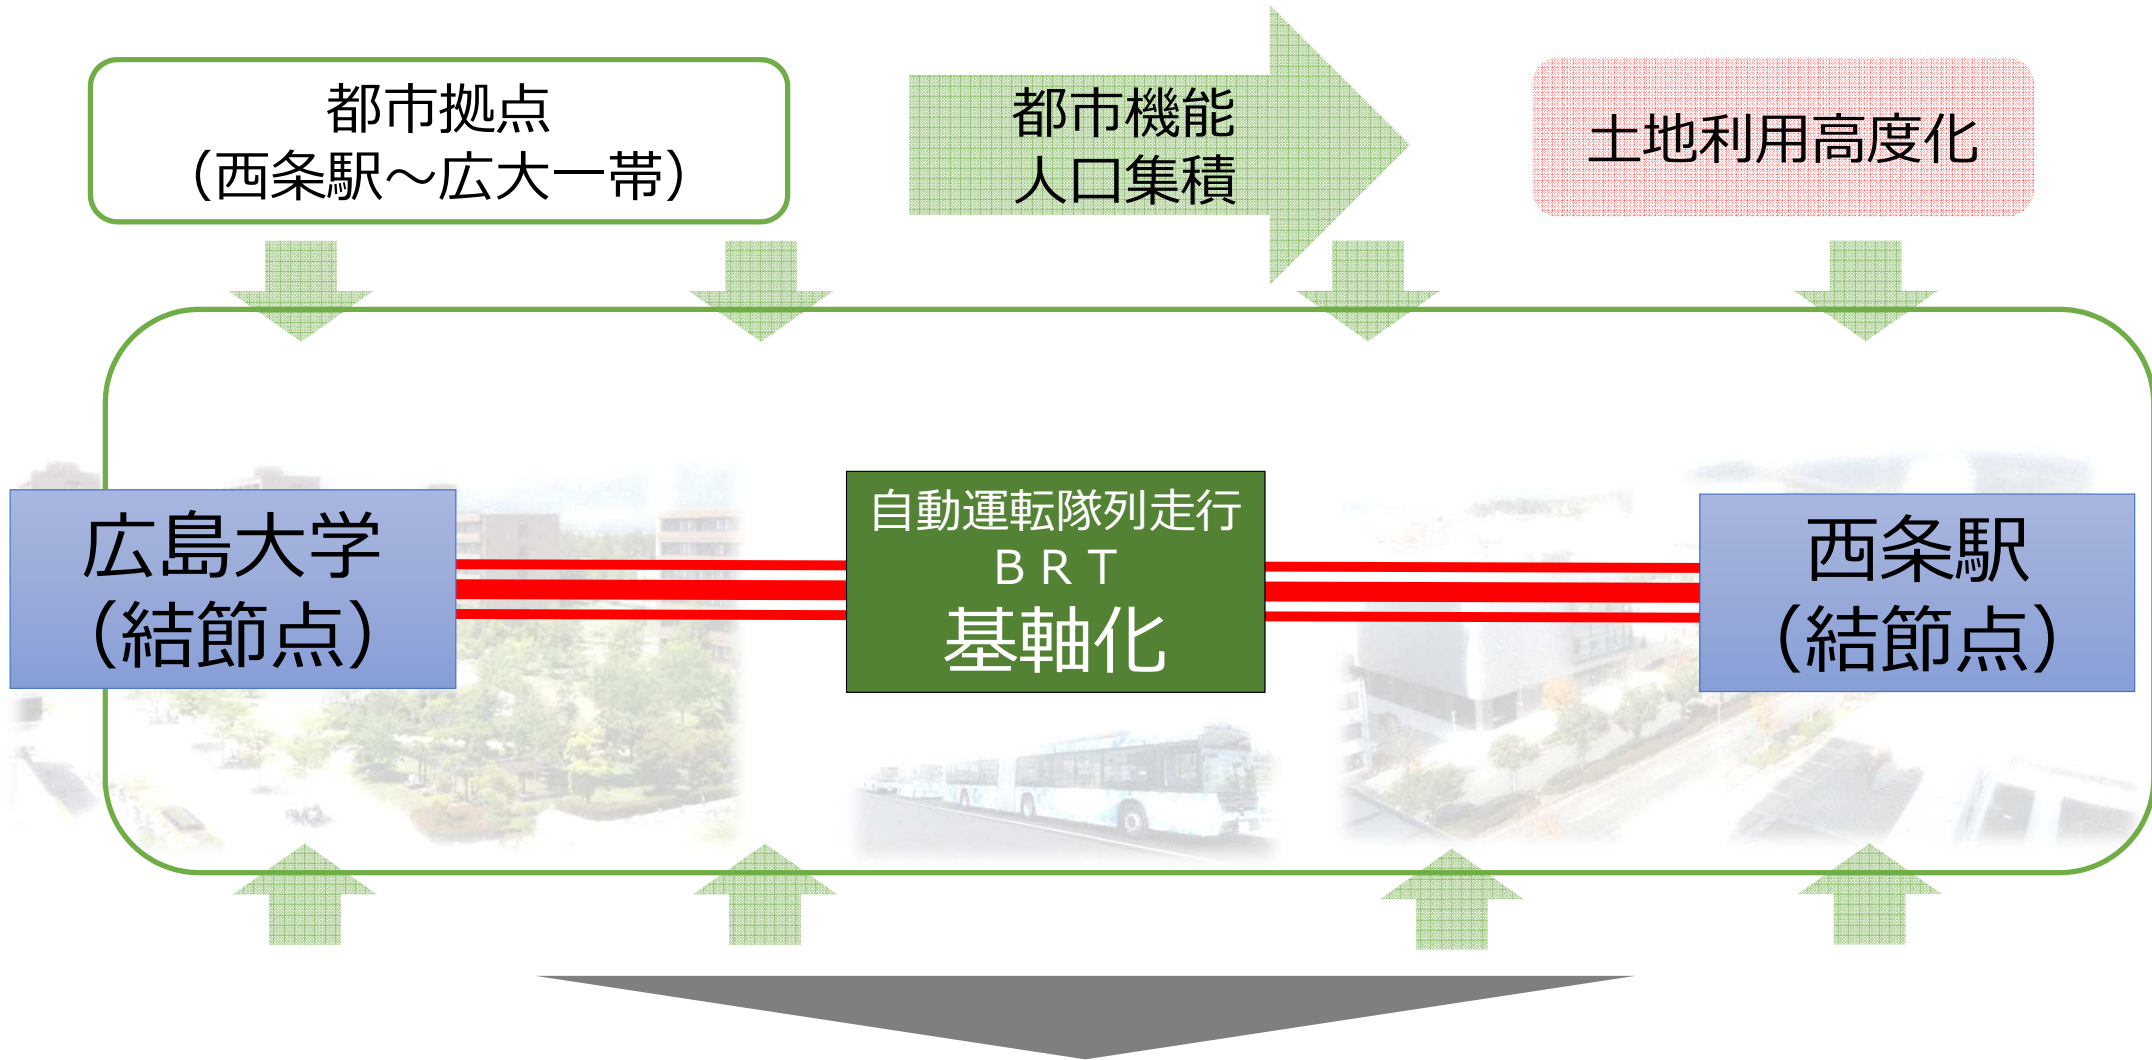 都市拠点
（西条駅～広大一帯）
都市機能
人口集積
土地利用高度化
広島大学
（結節点）
自動運転隊列走行
ＢＲＴ
基軸化
西条駅
（結節点）